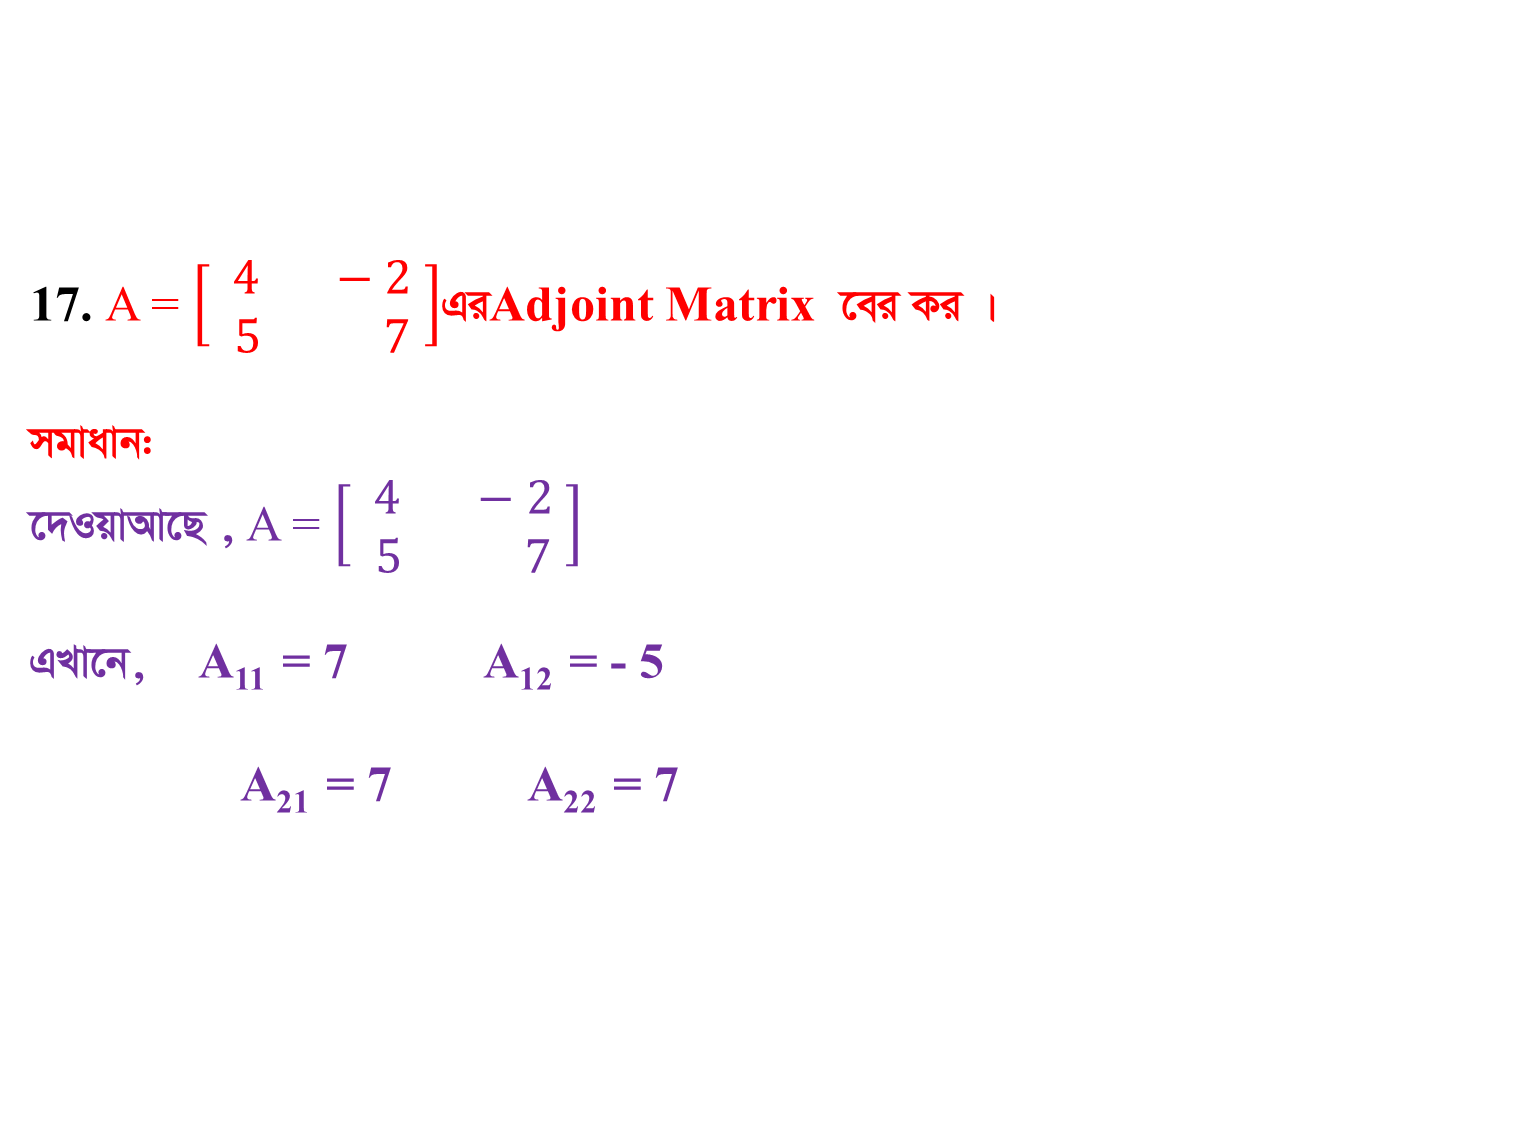 17. A = [ 4 − 2 5 7 ] এরAdjoint Matrix বের কর ।
সমাধান:
দেওয়াআছে , A = [ 4 − 2 5 7 ]
এখানে, A11 = 7 A12 = - 5
A21 = 7 A22 = 7